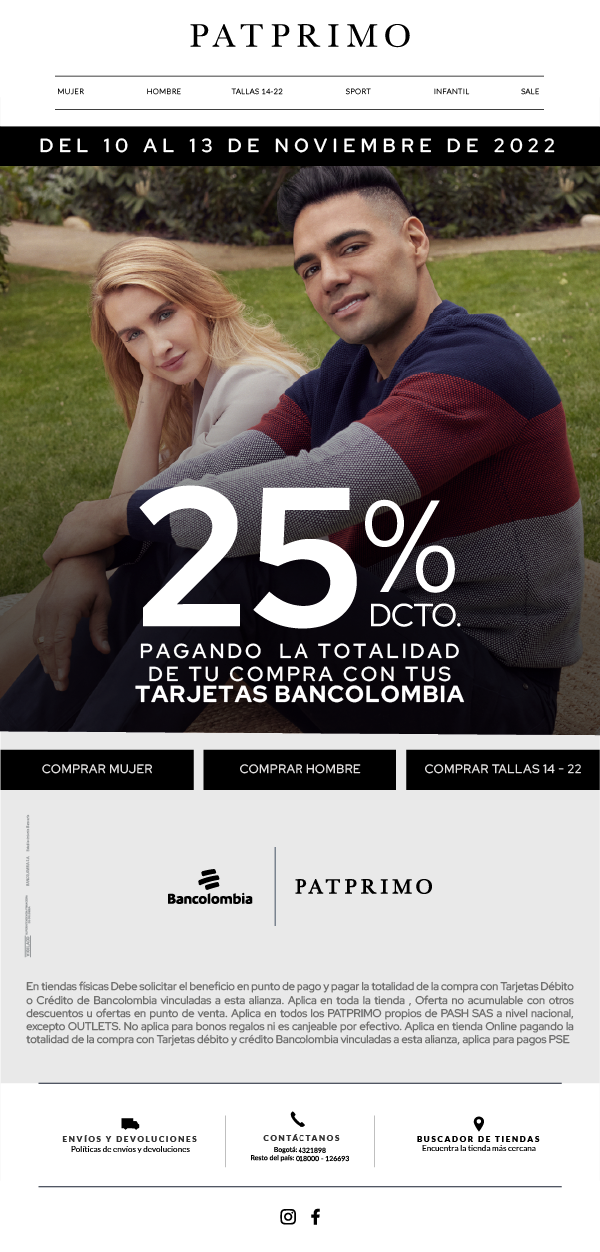 PATPRIMO
MUJER HOMBRE TALLAS 14-22 SPORT INFANTIL SALE
DEL 10 AL 13 DE NOVIEMBRE DE 2022
25%
DCTO.
PAGANDO LA TOTALIDAD
DE TU COMPRA CON TUS
TARJETAS BANCOLOMBIA
COMPRAR MUJER COMPRAR HOMBRE COMPRAR TALLAS 14 - 22
Bancolombia PATPRIMO
En tiendas físicas Debe solicitar el beneficio en punto de pago y pagar la totalidad de la compra con Tarjetas Débito
o Crédito de Bancolombia vinculadas a esta alianza. Aplica en toda la tienda , Oferta no acumulable con otros
descuentos u ofertas en punto de venta. Aplica en todos los PATPRIMO propios de PASH SAS a nivel nacional,
excepto OUTLETS. No aplica para bonos regalos ni es canjeable por efectivo. Aplica en tienda Online pagando la
totalidad de la compra con Tarjetas débito y crédito Bancolombia vinculadas a esta alianza, aplica para pagos PSE
ENVÍOS Y DEVOLUCIONES
Políticas de envíos y devoluciones
CONTÁCTANOS
Bogotá: 4321898
Resto del país: 018000 - 126693
BUSCADOR DE TIENDAS
Encuentra la tienda más cercana